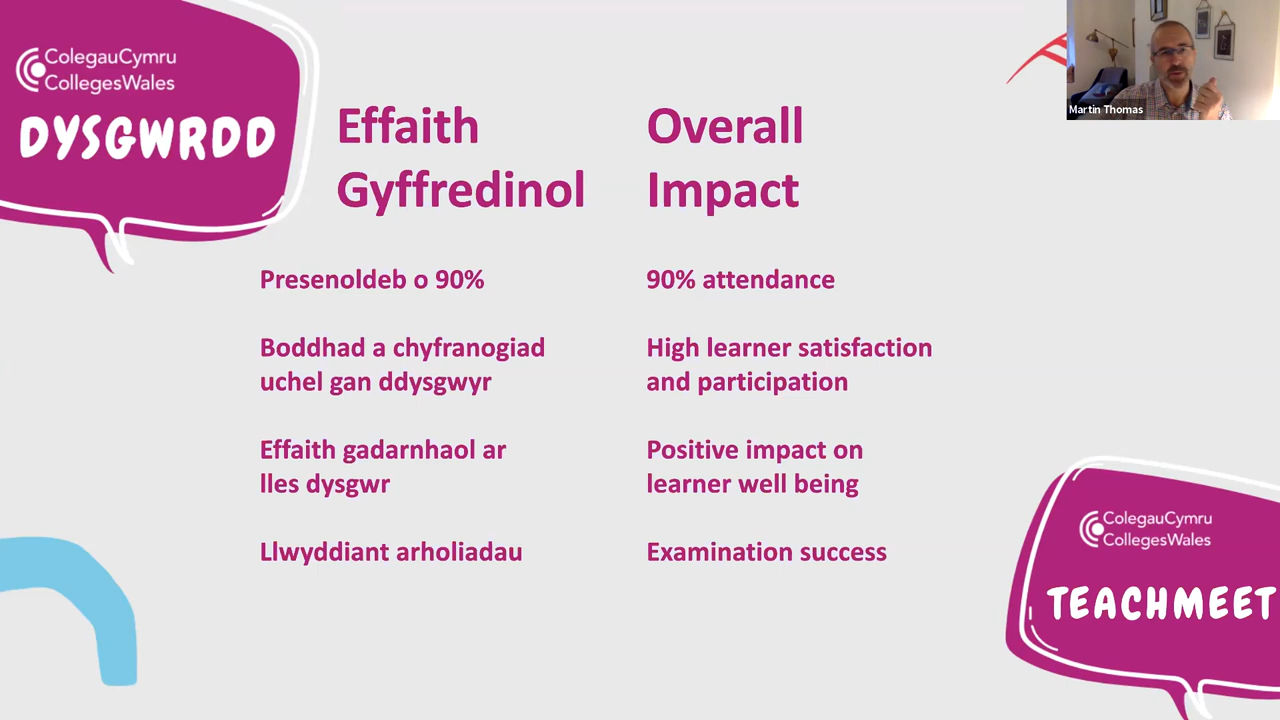 ColegauCymru
CollegesWales
DYSGWRDD
Effaith
Gyffredinol
Presenoldeb o 90%
Boddhad a chyfranogiad
uchel gan ddysgwyr
Effaith gadarnhaol ar
lles dysgwr
Llwyddiant arholiadau
Overall
Impact
90% attendance
High learner satisfaction
and participation
Positive impact on
learner well being
Examination success
Martin Thomas
ColegauCymru
CollegesWales
TEACHMEET